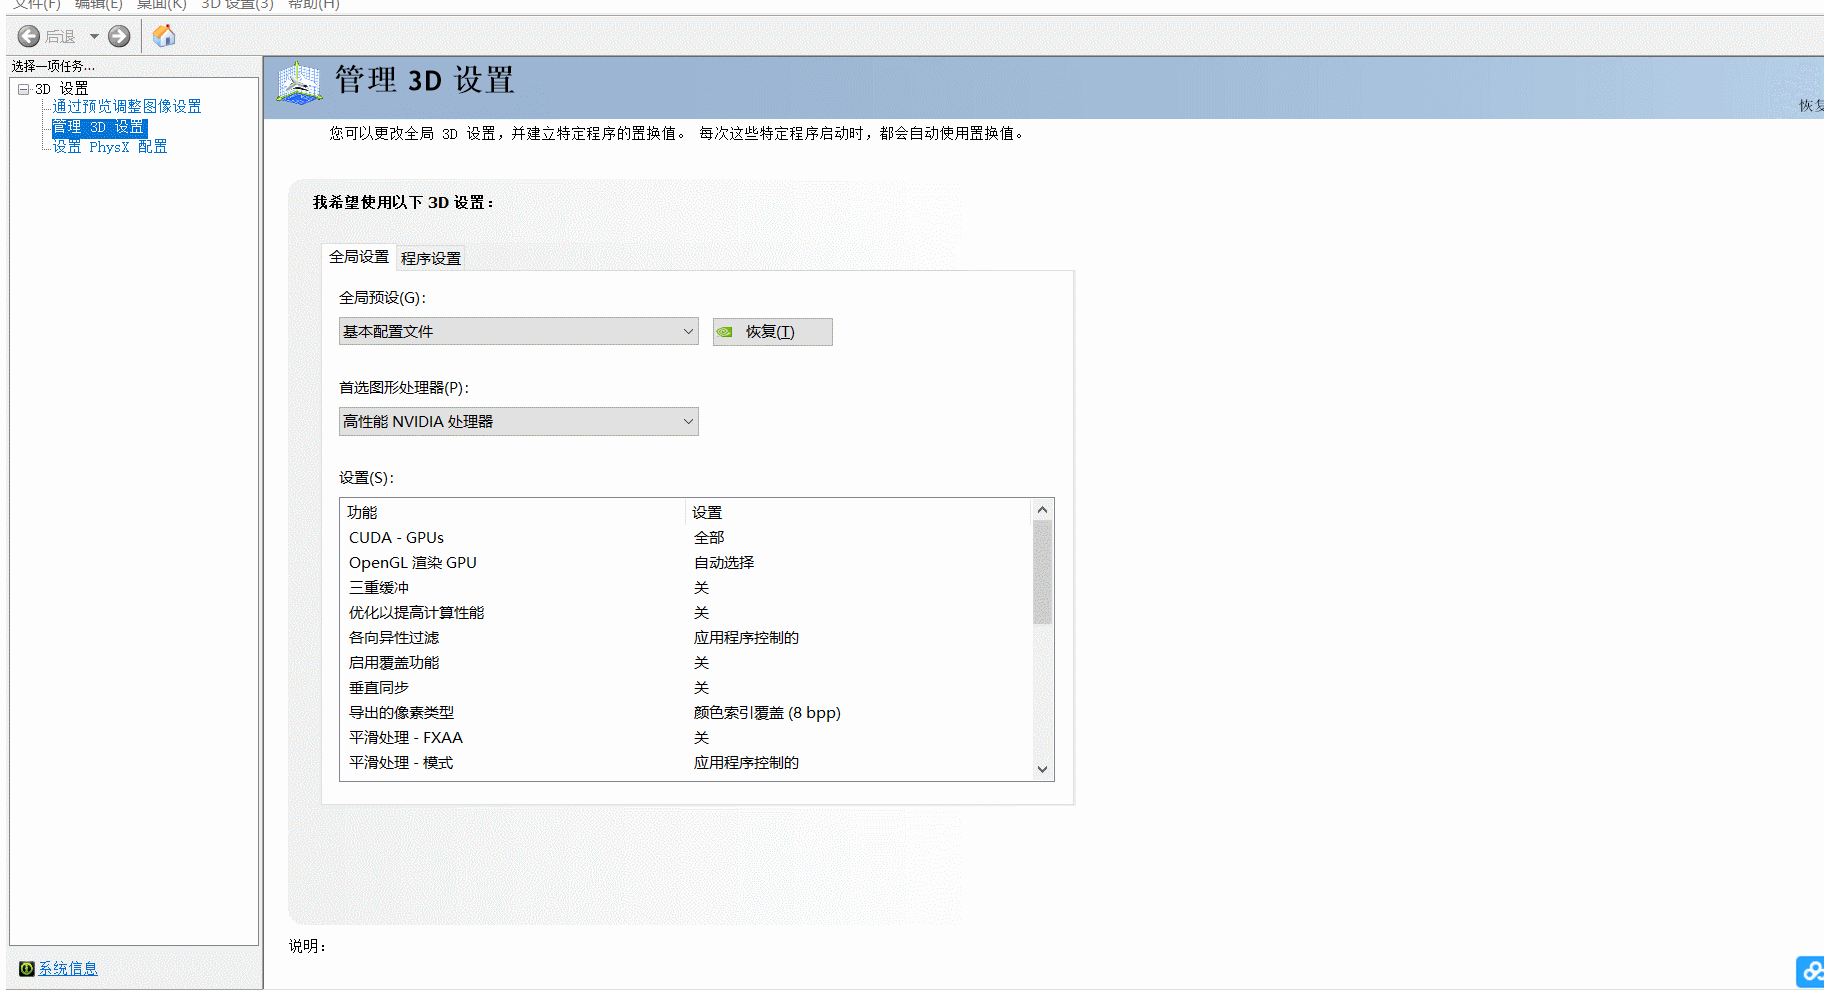 文件(F) 编辑(E) 桌面(K) 3D 设置(3) 帮助(H)
后退
选择一项任务...
3D 设置
通过预览调整图像设置
管理 3D 设置
设置 PhysX 配置
系统信息
管理 3D 设置
恢复
您可以更改全局 3D 设置，并建立特定程序的置换值。 每次这些特定程序启动时，都会自动使用置换值。
我希望使用以下 3D 设置：
全局设置 程序设置
全局预设(G)：
基本配置文件 恢复(T)
首选图形处理器(P)：
高性能 NVIDIA 处理器
设置(S)：
功能 设置
CUDA - GPUs 全部
OpenGL 渲染 GPU 自动选择
三重缓冲 关
优化以提高计算性能 关
各向异性过滤 应用程序控制的
启用覆盖功能 关
垂直同步 关
导出的像素类型 颜色索引覆盖 (8 bpp)
平滑处理 - FXAA 关
平滑处理 - 模式 应用程序控制的
说明：